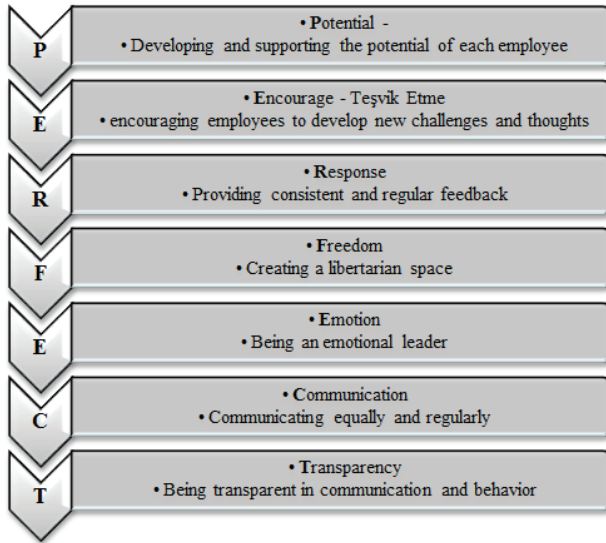 P
• Potential -
• Developing and supporting the potential of each employee
E
• Encourage - Teşvik Etme
• encouraging employees to develop new challenges and thoughts
R
• Response
• Providing consistent and regular feedback
F
• Freedom
• Creating a libertarian space
E
• Emotion
• Being an emotional leader
C
• Communication
• Communicating equally and regularly
T
• Transparency
• Being transparent in communication and behavior